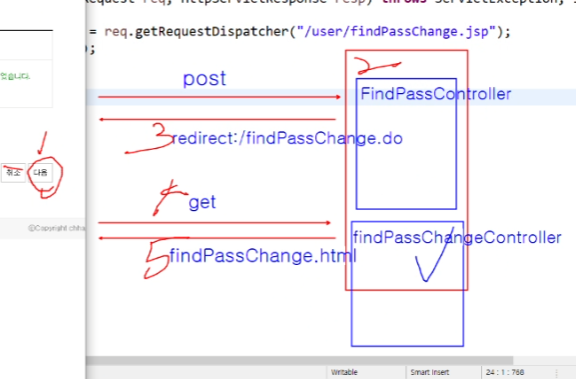 Request req, HttpServletResponse resp) throws ServletException,
= req.getRequestDispatcher("/user/findPassChange.jsp");
);
었습니다.
post
2
FindPassController
3 redirect:/findPassChange.do
취소 다음
get
ⓒCopyright chh
findPassChangeController
5 findPassChange.html
Writable Smart Insert 24 : 1 : 768